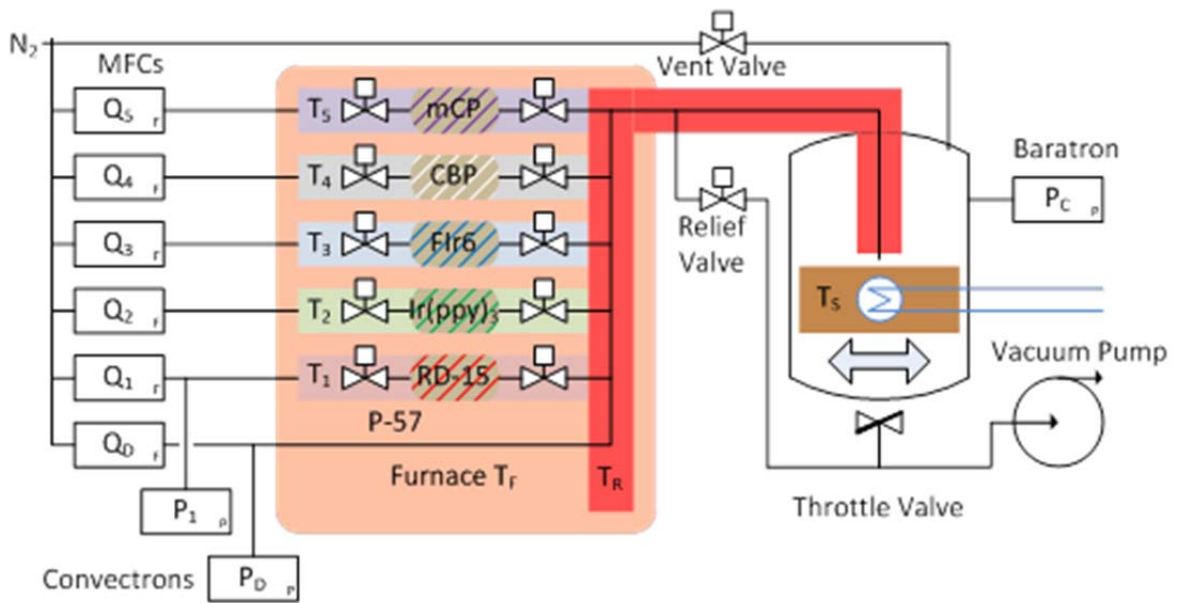 N₂
MFCs
Vent Valve
Q₅ r
T₅ mCP
Q₄ r
T₄ CBP
Baratron
P_C p
Q₃ r
T₃ FIr6
Relief
Valve
Q₂ r
T₂ Ir(ppy)₃
T_S
Q₁ r
T₁ RD-15
Vacuum Pump
P-57
Q_D r
Furnace T_F
T_R
P₁ p
Throttle Valve
Convectrons
P_D p